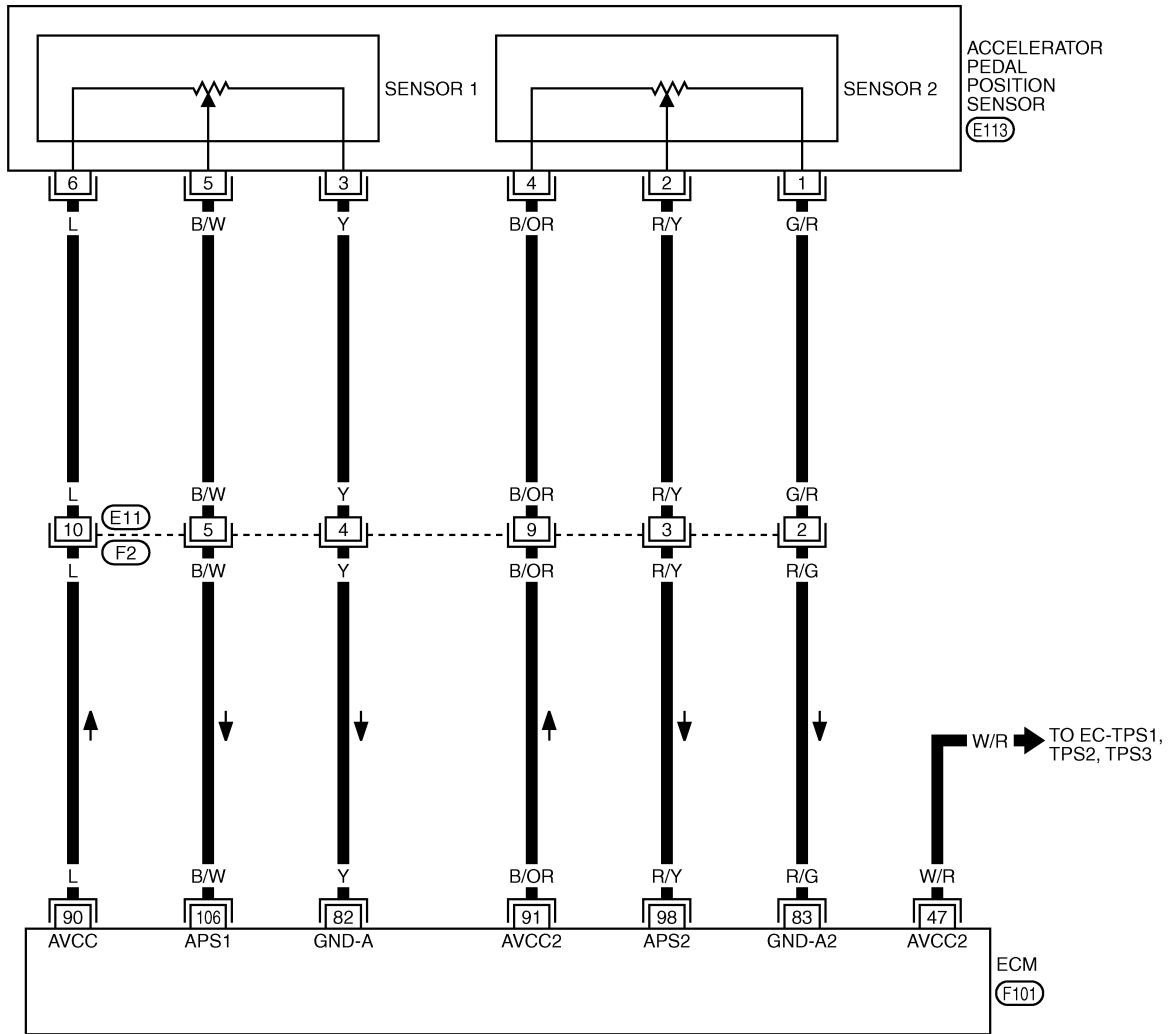 SENSOR 1
SENSOR 2
ACCELERATOR
PEDAL
POSITION
SENSOR
E113
6 5 3 4 2 1
L B/W Y B/OR R/Y G/R
L B/W Y B/OR R/Y G/R
E11
10 5 4 9 3 2
F2
L B/W Y B/OR R/Y R/G
W/R
TO EC-TPS1,
TPS2, TPS3
L B/W Y B/OR R/Y R/G W/R
90 106 82 91 98 83 47
AVCC APS1 GND-A AVCC2 APS2 GND-A2 AVCC2
ECM
F101